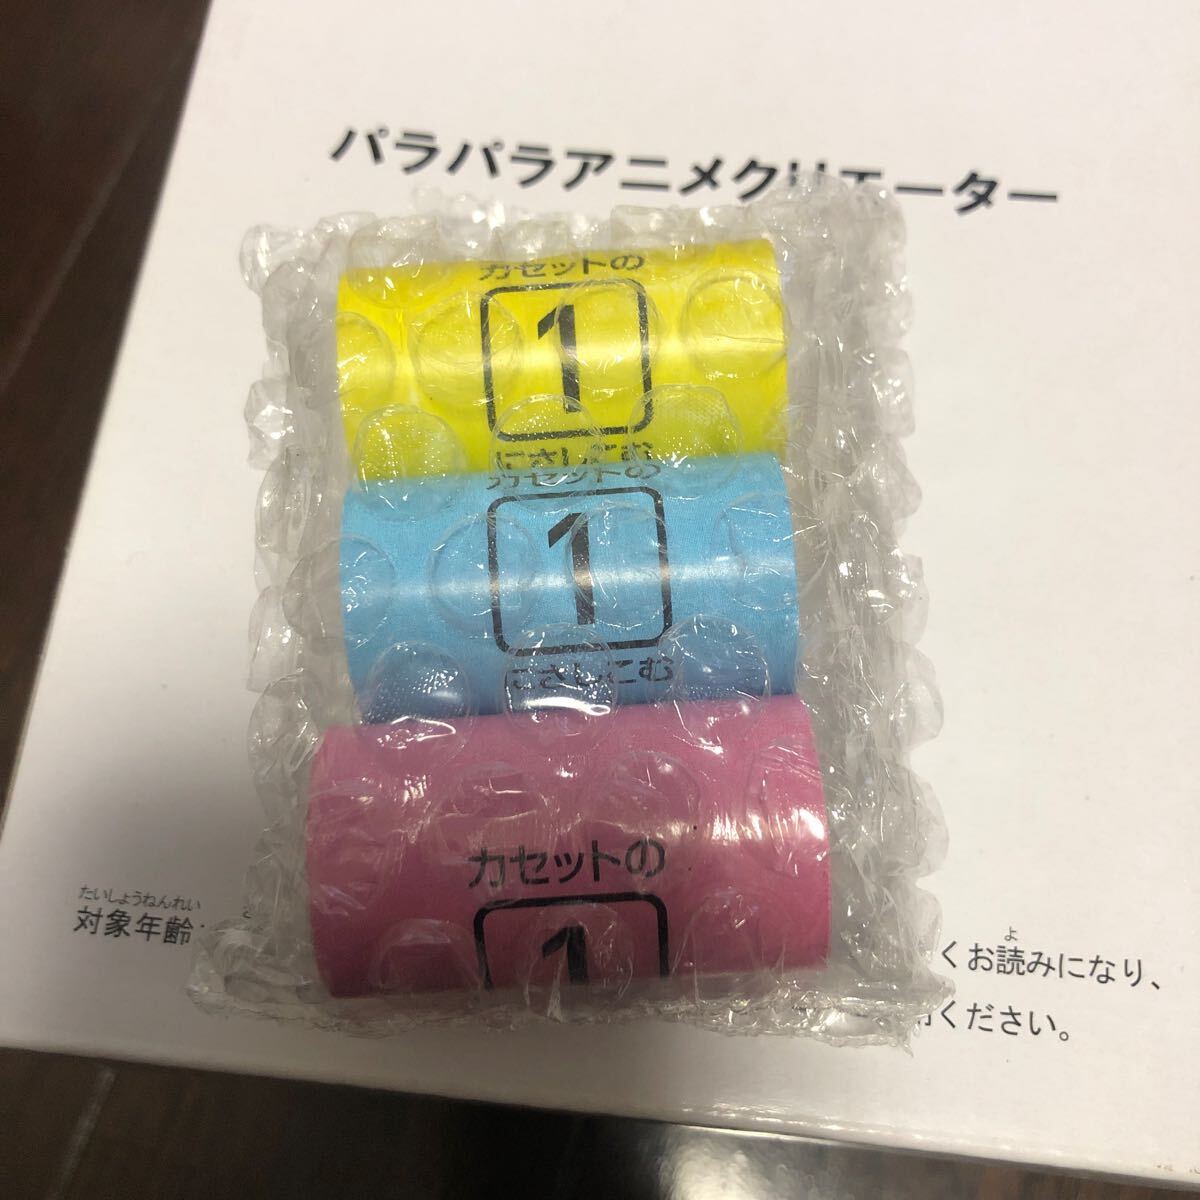 パラパラアニメクリエーター
カセットの
1
にさしこむ
カセットの
1
にさしこむ
カセットの
1
たいしょうねんれい
対象年齢
よ
くお読みになり、
ください。